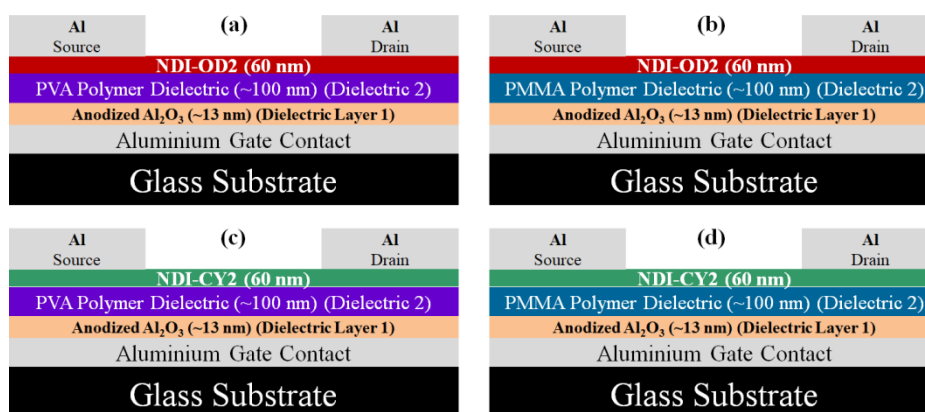 Al (a) Al
Source Drain
NDI-OD2 (60 nm)
PVA Polymer Dielectric (~100 nm) (Dielectric 2)
Anodized Al₂O₃ (~13 nm) (Dielectric Layer 1)
Aluminium Gate Contact
Glass Substrate
Al (b) Al
Source Drain
NDI-OD2 (60 nm)
PMMA Polymer Dielectric (~100 nm) (Dielectric 2)
Anodized Al₂O₃ (~13 nm) (Dielectric Layer 1)
Aluminium Gate Contact
Glass Substrate
Al (c) Al
Source Drain
NDI-CY2 (60 nm)
PVA Polymer Dielectric (~100 nm) (Dielectric 2)
Anodized Al₂O₃ (~13 nm) (Dielectric Layer 1)
Aluminium Gate Contact
Glass Substrate
Al (d) Al
Source Drain
NDI-CY2 (60 nm)
PMMA Polymer Dielectric (~100 nm) (Dielectric 2)
Anodized Al₂O₃ (~13 nm) (Dielectric Layer 1)
Aluminium Gate Contact
Glass Substrate